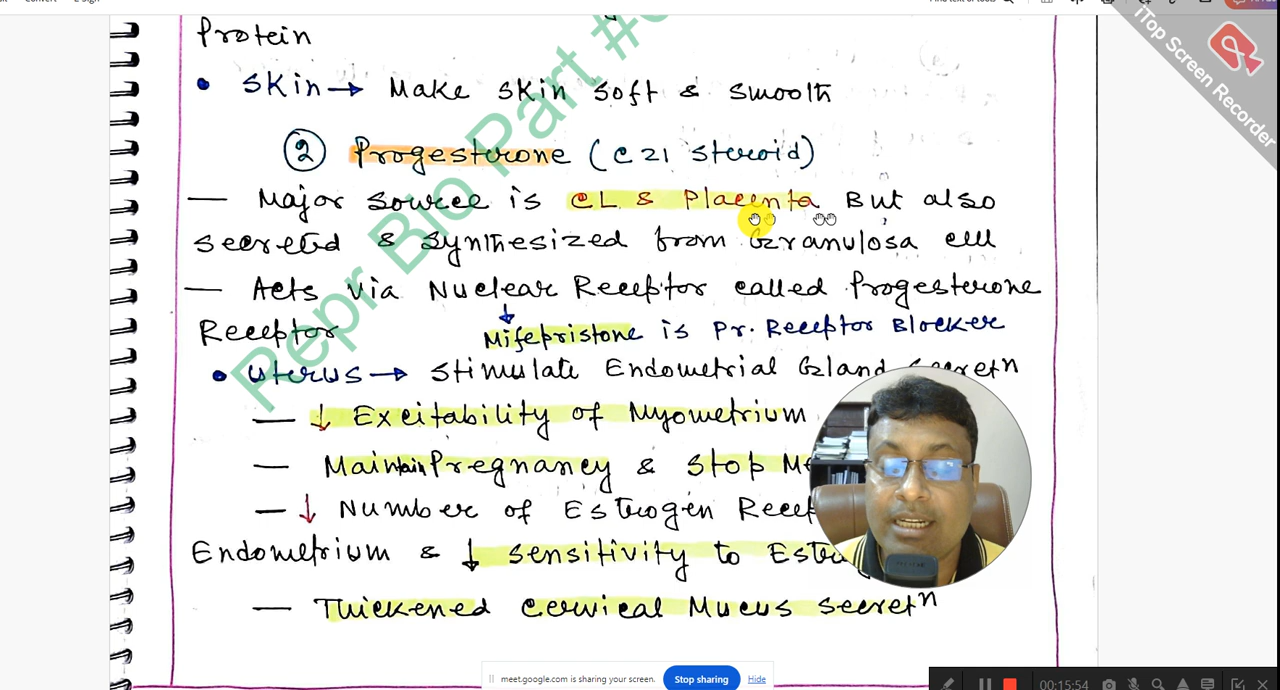 Protein
• Skin → Make skin soft & smooth
② Progesterone (C21 steroid)
— Major source is CL & Placenta But also
secreted & synthesized from Granulosa cell
— Acts via Nuclear Receptor called Progesterone
Receptor
↓
Mifepristone is Pr. Receptor Blocker
• Uterus → Stimulate Endometrial Gland
— ↓ Excitability of Myometrium
— Maintain Pregnancy & Stop
— ↓ Number of Estrogen
Endometrium & ↓ Sensitivity to
— Thickened Cervical Mucus Secretn
Repr Bio Part
iTop Screen Recorder
meet.google.com is sharing your screen.
Stop sharing
Hide
00:15:54